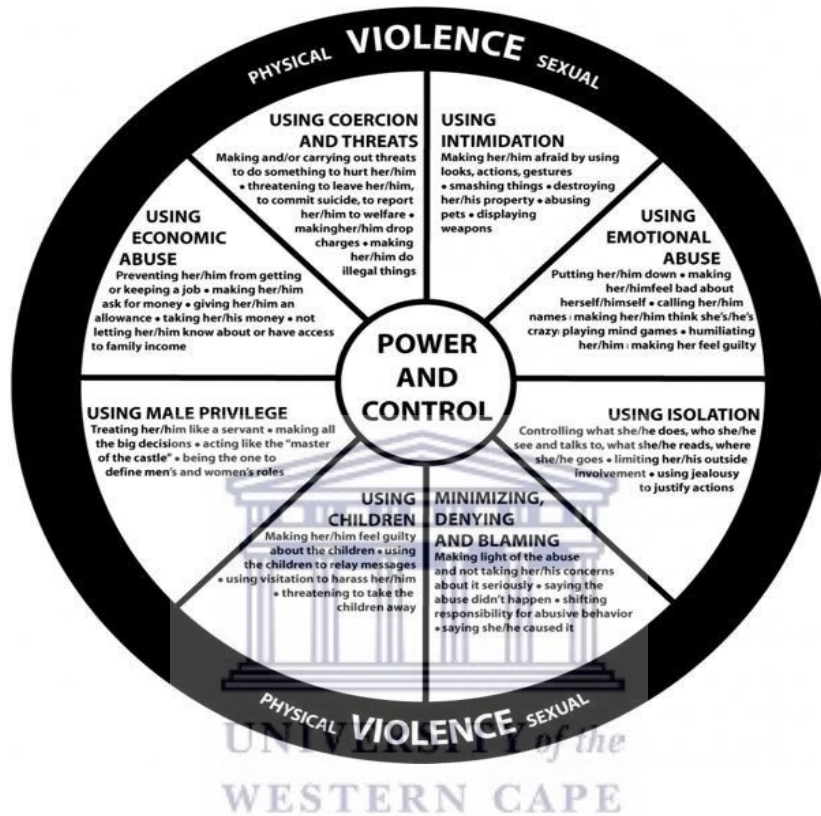 PHYSICAL VIOLENCE SEXUAL
USING COERCION
AND THREATS
Making and/or carrying out threats
to do something to hurt her/him
• threatening to leave her/him,
to commit suicide, to report
her/him to welfare •
makingher/him drop
charges • making
her/him do
illegal things
USING
INTIMIDATION
Making her/him afraid by using
looks, actions, gestures
• smashing things • destroying
her/his property • abusing
pets • displaying
weapons
USING
ECONOMIC
ABUSE
Preventing her/him from getting
or keeping a job • making her/him
ask for money • giving her/him an
allowance • taking her/his money • not
letting her/him know about or have access
to family income
USING
EMOTIONAL
ABUSE
Putting her/him down • making
her/himfeel bad about
herself/himself • calling her/him
names : making her/him think she's/he's
crazy: playing mind games • humiliating
her/him : making her feel guilty
POWER
AND
CONTROL
USING MALE PRIVILEGE
Treating her/him like a servant • making all
the big decisions • acting like the "master
of the castle" • being the one to
define men's and women's roles
USING ISOLATION
Controlling what she/he does, who she/he
see and talks to, what she/he reads, where
she/he goes • limiting her/his outside
involvement • using jealousy
to justify actions
USING
CHILDREN
Making her/him feel guilty
about the children • using
the children to relay messages
• using visitation to harass her/him
• threatening to take the
children away
MINIMIZING,
DENYING
AND BLAMING
Making light of the abuse
and not taking her/his concerns
about it seriously • saying the
abuse didn't happen • shifting
responsibility for abusive behavior
• saying she/he caused it
PHYSICAL VIOLENCE SEXUAL
UNIVERSITY of the
WESTERN CAPE